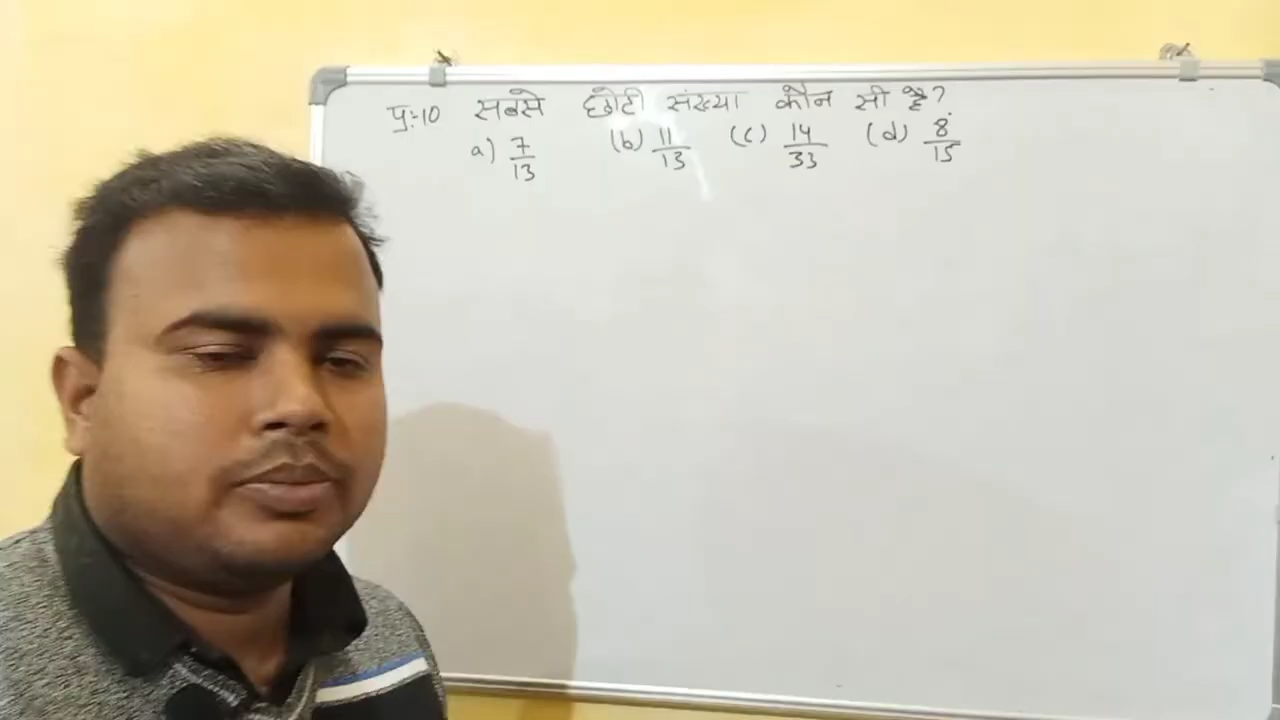 प्र:-10 सबसे छोटी संख्या कौन सी है?
a) 7/13 (b) 11/13 (c) 14/33 (d) 8/15